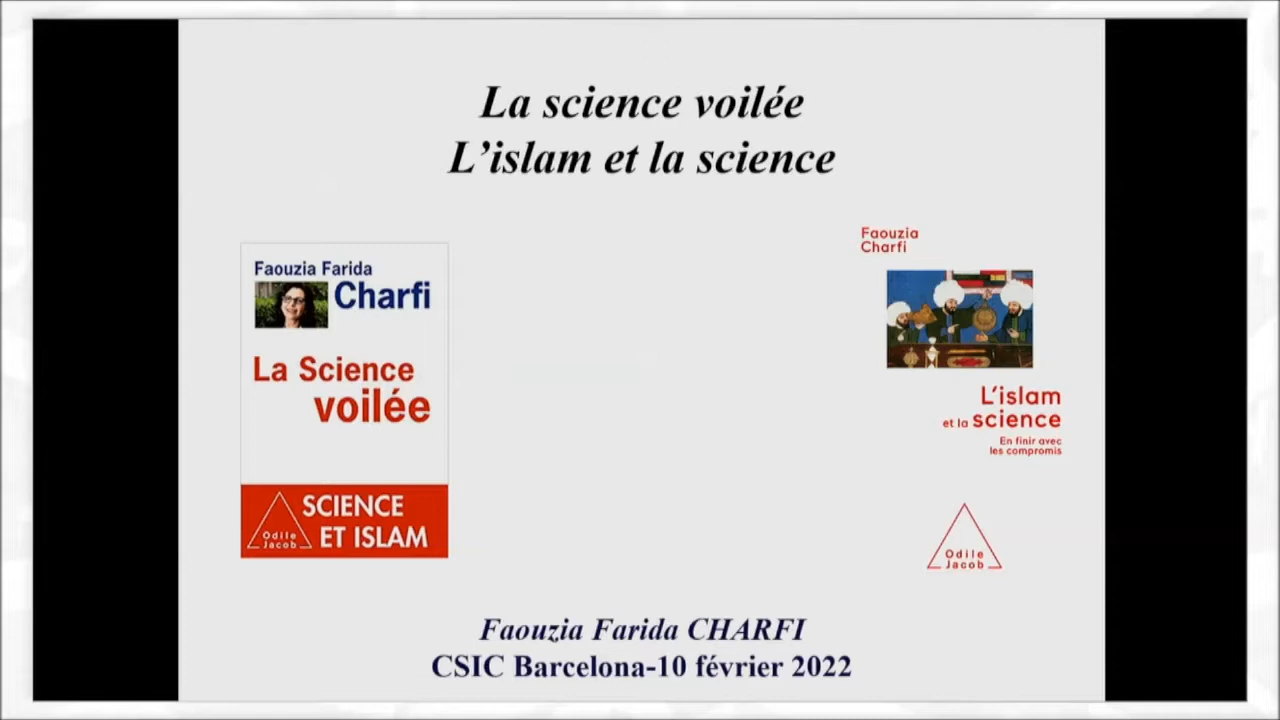 La science voilée
L'islam et la science
Faouzia Farida
Charfi
La Science
voilée
SCIENCE
ET ISLAM
Odile
Jacob
Faouzia
Charfi
L'islam
et la science
En finir avec
les compromis
Odile
Jacob
Faouzia Farida CHARFI
CSIC Barcelona-10 février 2022